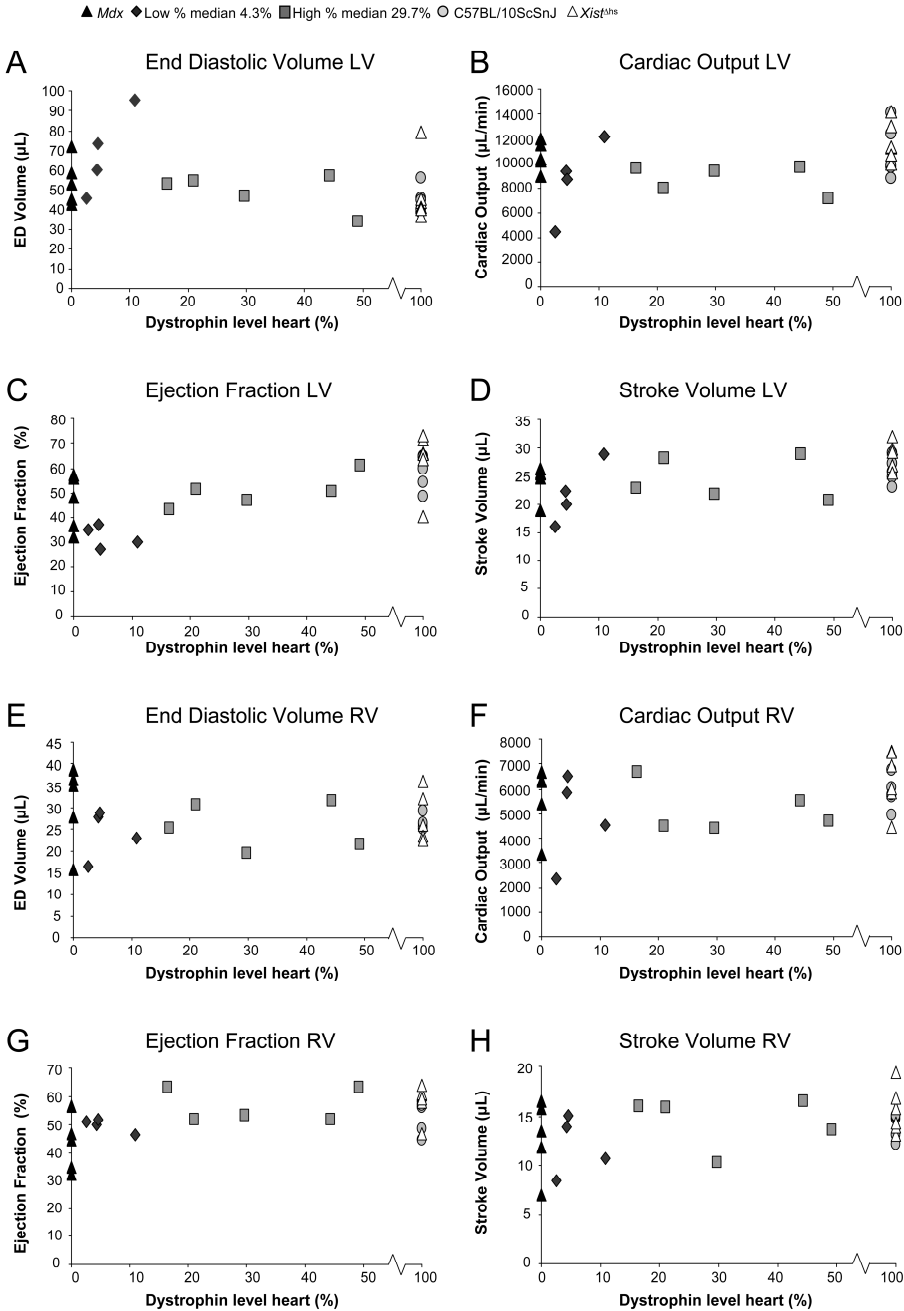 Mdx Low % median 4.3% High % median 29.7% C57BL/10ScSnJ XistΔhs
A End Diastolic Volume LV
ED Volume (µL)
100
90
80
70
60
50
40
30
20
10
0
0 10 20 30 40 50 100
Dystrophin level heart (%)
B Cardiac Output LV
Cardiac Output (µL/min)
16000
14000
12000
10000
8000
6000
4000
2000
0
0 10 20 30 40 50 100
Dystrophin level heart (%)
C Ejection Fraction LV
Ejection Fraction (%)
80
70
60
50
40
30
20
10
0
0 10 20 30 40 50 100
Dystrophin level heart (%)
D Stroke Volume LV
Stroke Volume (µL)
35
30
25
20
15
10
5
0
0 10 20 30 40 50 100
Dystrophin level heart (%)
E End Diastolic Volume RV
ED Volume (µL)
45
40
35
30
25
20
15
10
5
0
0 10 20 30 40 50 100
Dystrophin level heart (%)
F Cardiac Output RV
Cardiac Output (µL/min)
8000
7000
6000
5000
4000
3000
2000
1000
0
0 10 20 30 40 50 100
Dystrophin level heart (%)
G Ejection Fraction RV
Ejection Fraction (%)
70
60
50
40
30
20
10
0
0 10 20 30 40 50 100
Dystrophin level heart (%)
H Stroke Volume RV
Stroke Volume (µL)
20
15
10
5
0
0 10 20 30 40 50 100
Dystrophin level heart (%)